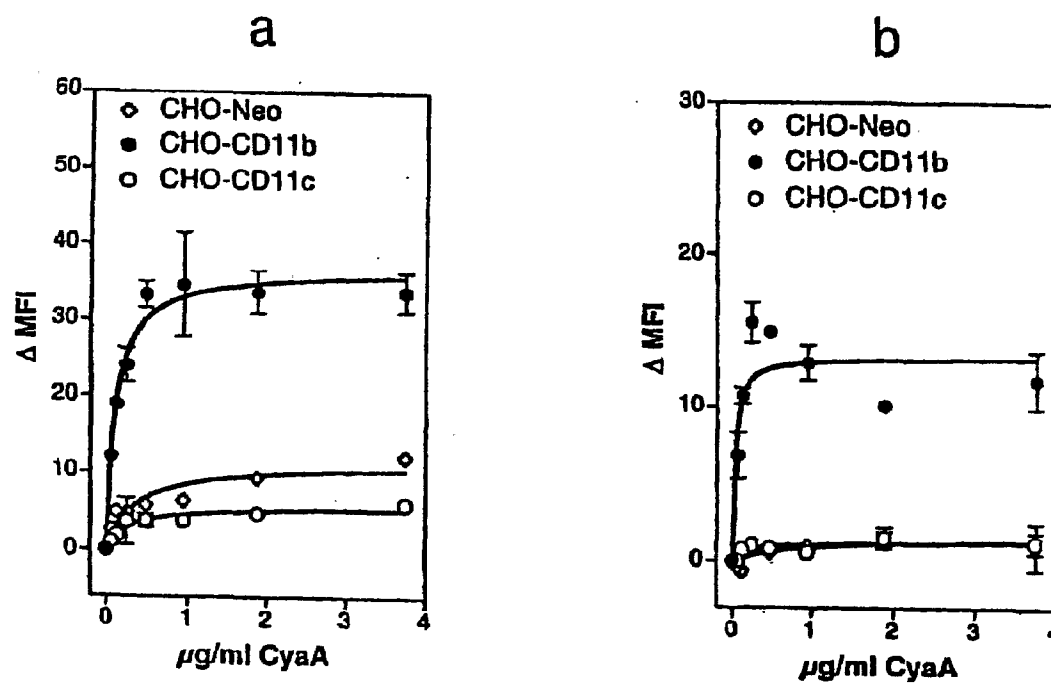 a
60
50
40
30
20
10
0
Δ MFI
CHO-Neo
CHO-CD11b
CHO-CD11c
0 1 2 3 4
µg/ml CyaA
b
30
20
10
0
Δ MFI
CHO-Neo
CHO-CD11b
CHO-CD11c
0 1 2 3
µg/ml CyaA